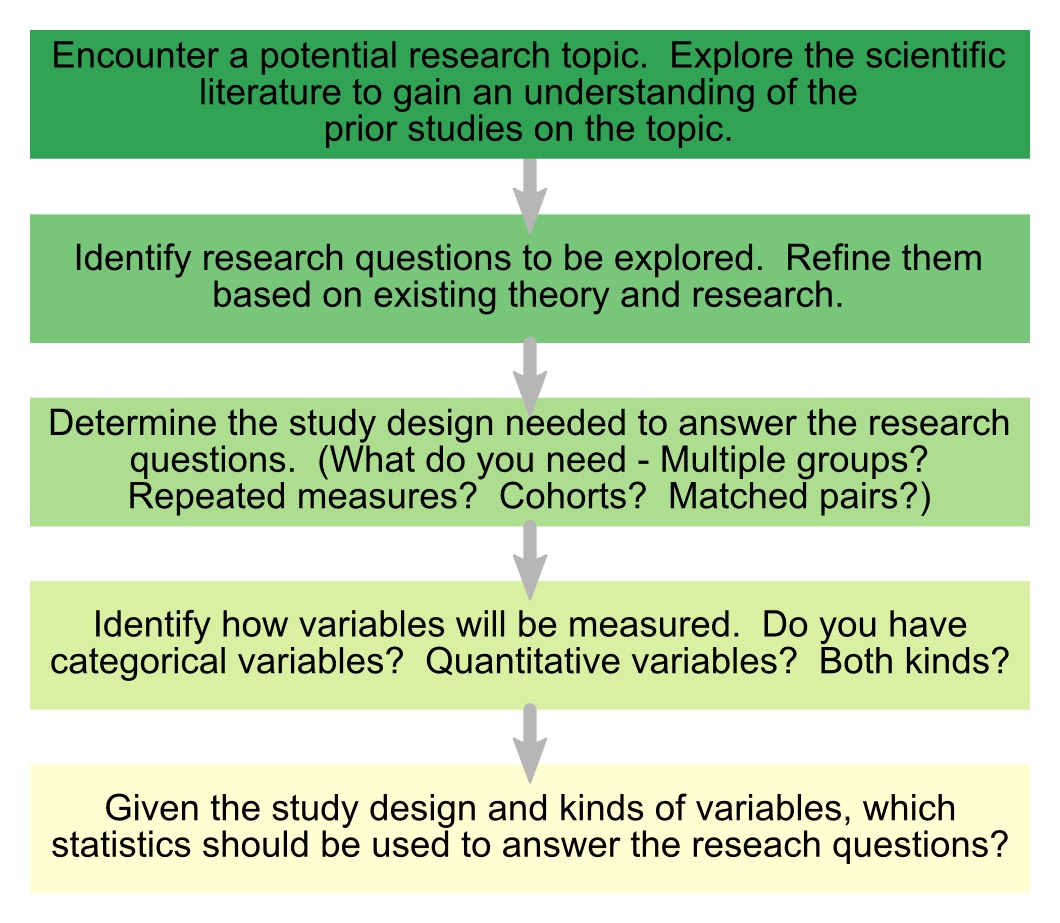 Encounter a potential research topic.  Explore the scientific
literature to gain an understanding of the
prior studies on the topic.
Identify research questions to be explored.  Refine them
based on existing theory and research.
Determine the study design needed to answer the research
questions.  (What do you need - Multiple groups?
Repeated measures?  Cohorts?  Matched pairs?)
Identify how variables will be measured.  Do you have
categorical variables?  Quantitative variables?  Both kinds?
Given the study design and kinds of variables, which
statistics should be used to answer the reseach questions?